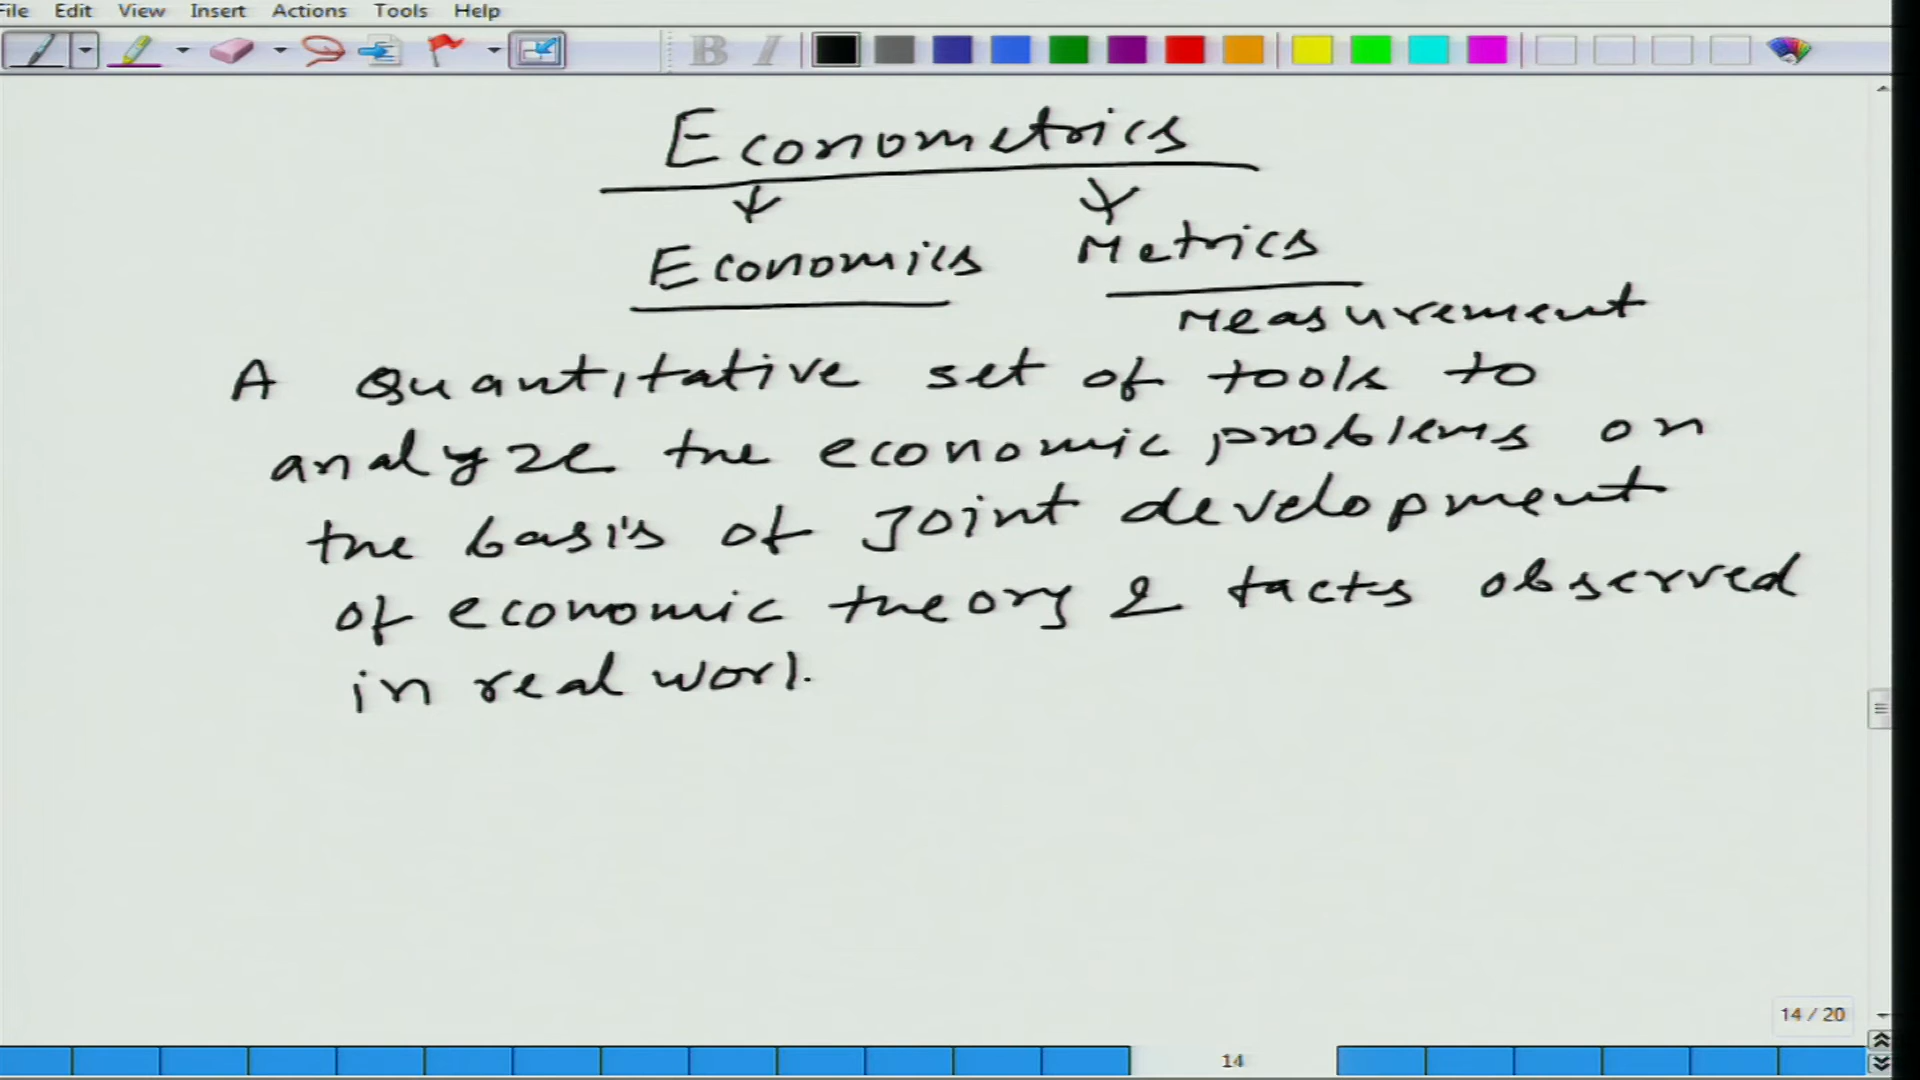 File Edit View Insert Actions Tools Help
B I
Econometrics
Economics Metrics
Measurement
A Quantitative set of tools to
analyze the economic problems on
the basis of Joint development
of economic theory & facts observed
in real worl.
14 / 20
14